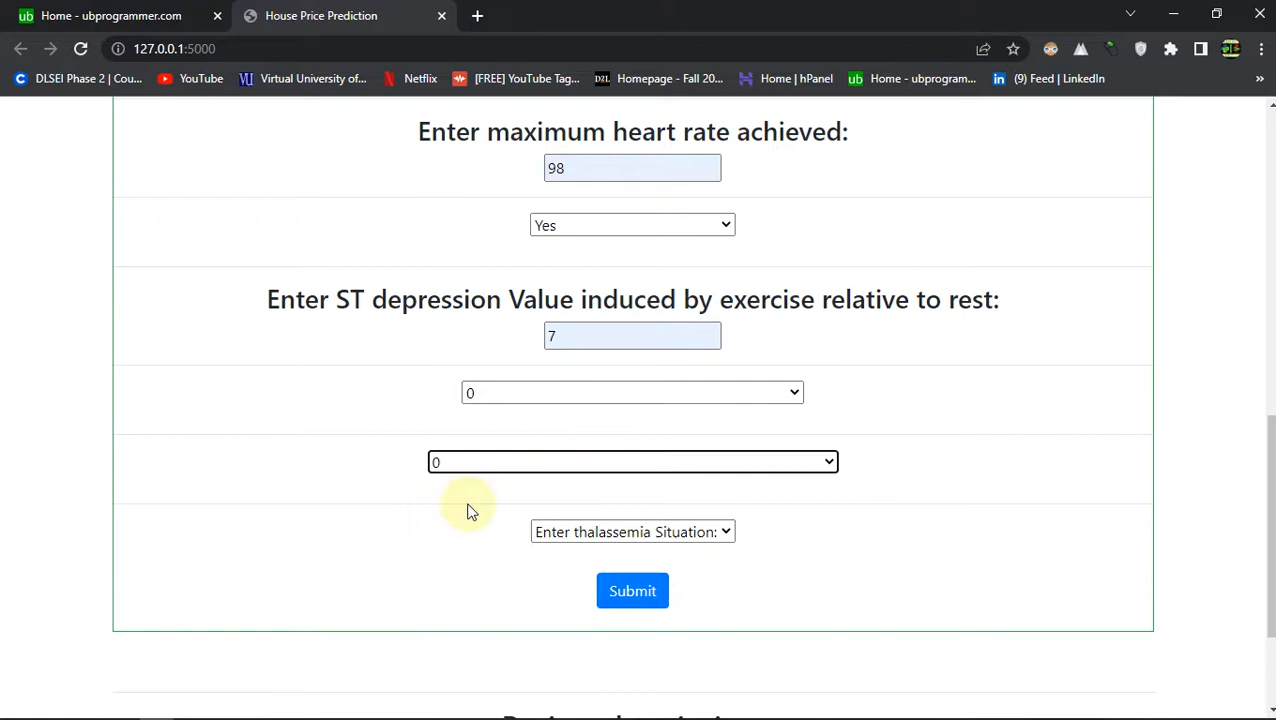 Home - ubprogrammer.com
House Price Prediction
127.0.0.1:5000
DLSEI Phase 2 | Cou...
YouTube
Virtual University of...
Netflix
[FREE] YouTube Tag...
Homepage - Fall 20...
Home | hPanel
Home - ubprogram...
(9) Feed | LinkedIn
»
Enter maximum heart rate achieved:
98
Yes
Enter ST depression Value induced by exercise relative to rest:
7
0
0
Enter thalassemia Situation:
Submit